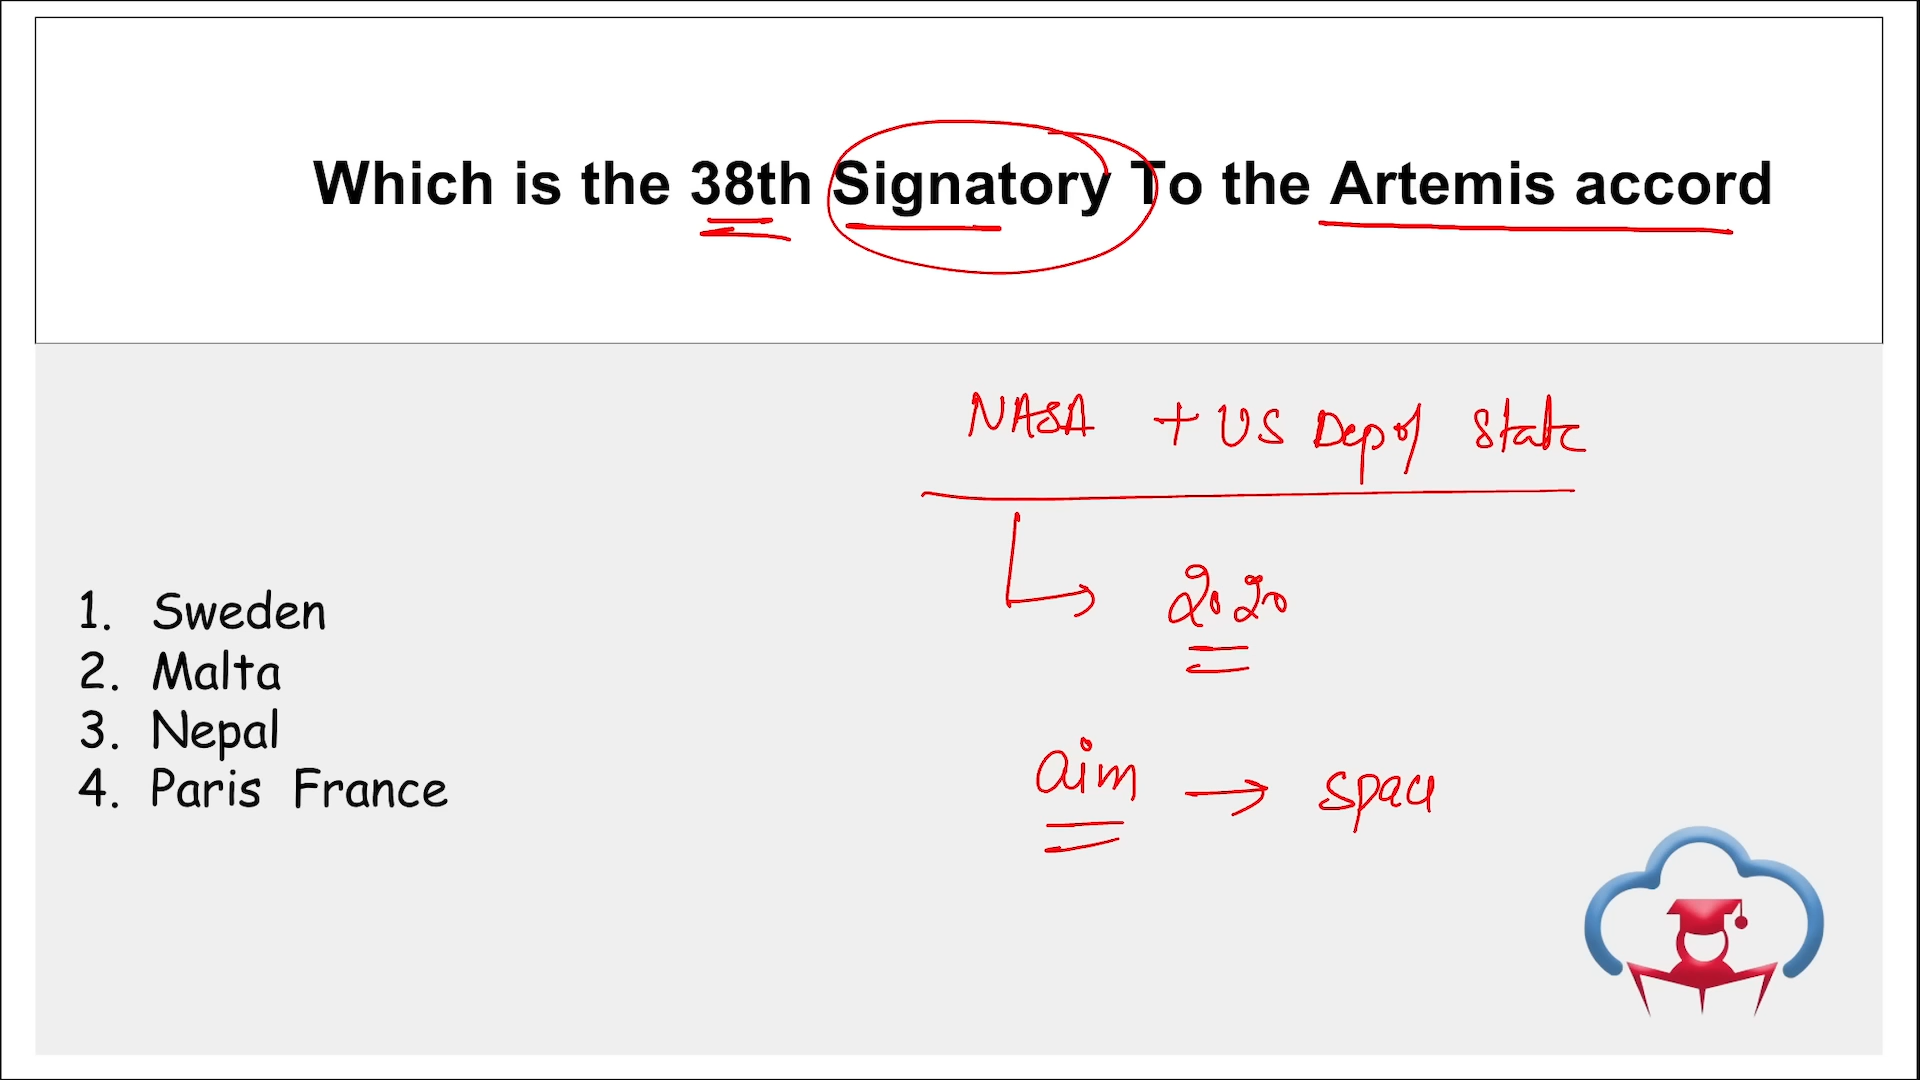 Which is the 38th Signatory To the Artemis accord
NASA + US Dep of State
2020
1. Sweden
2. Malta
3. Nepal
4. Paris France
aim → space